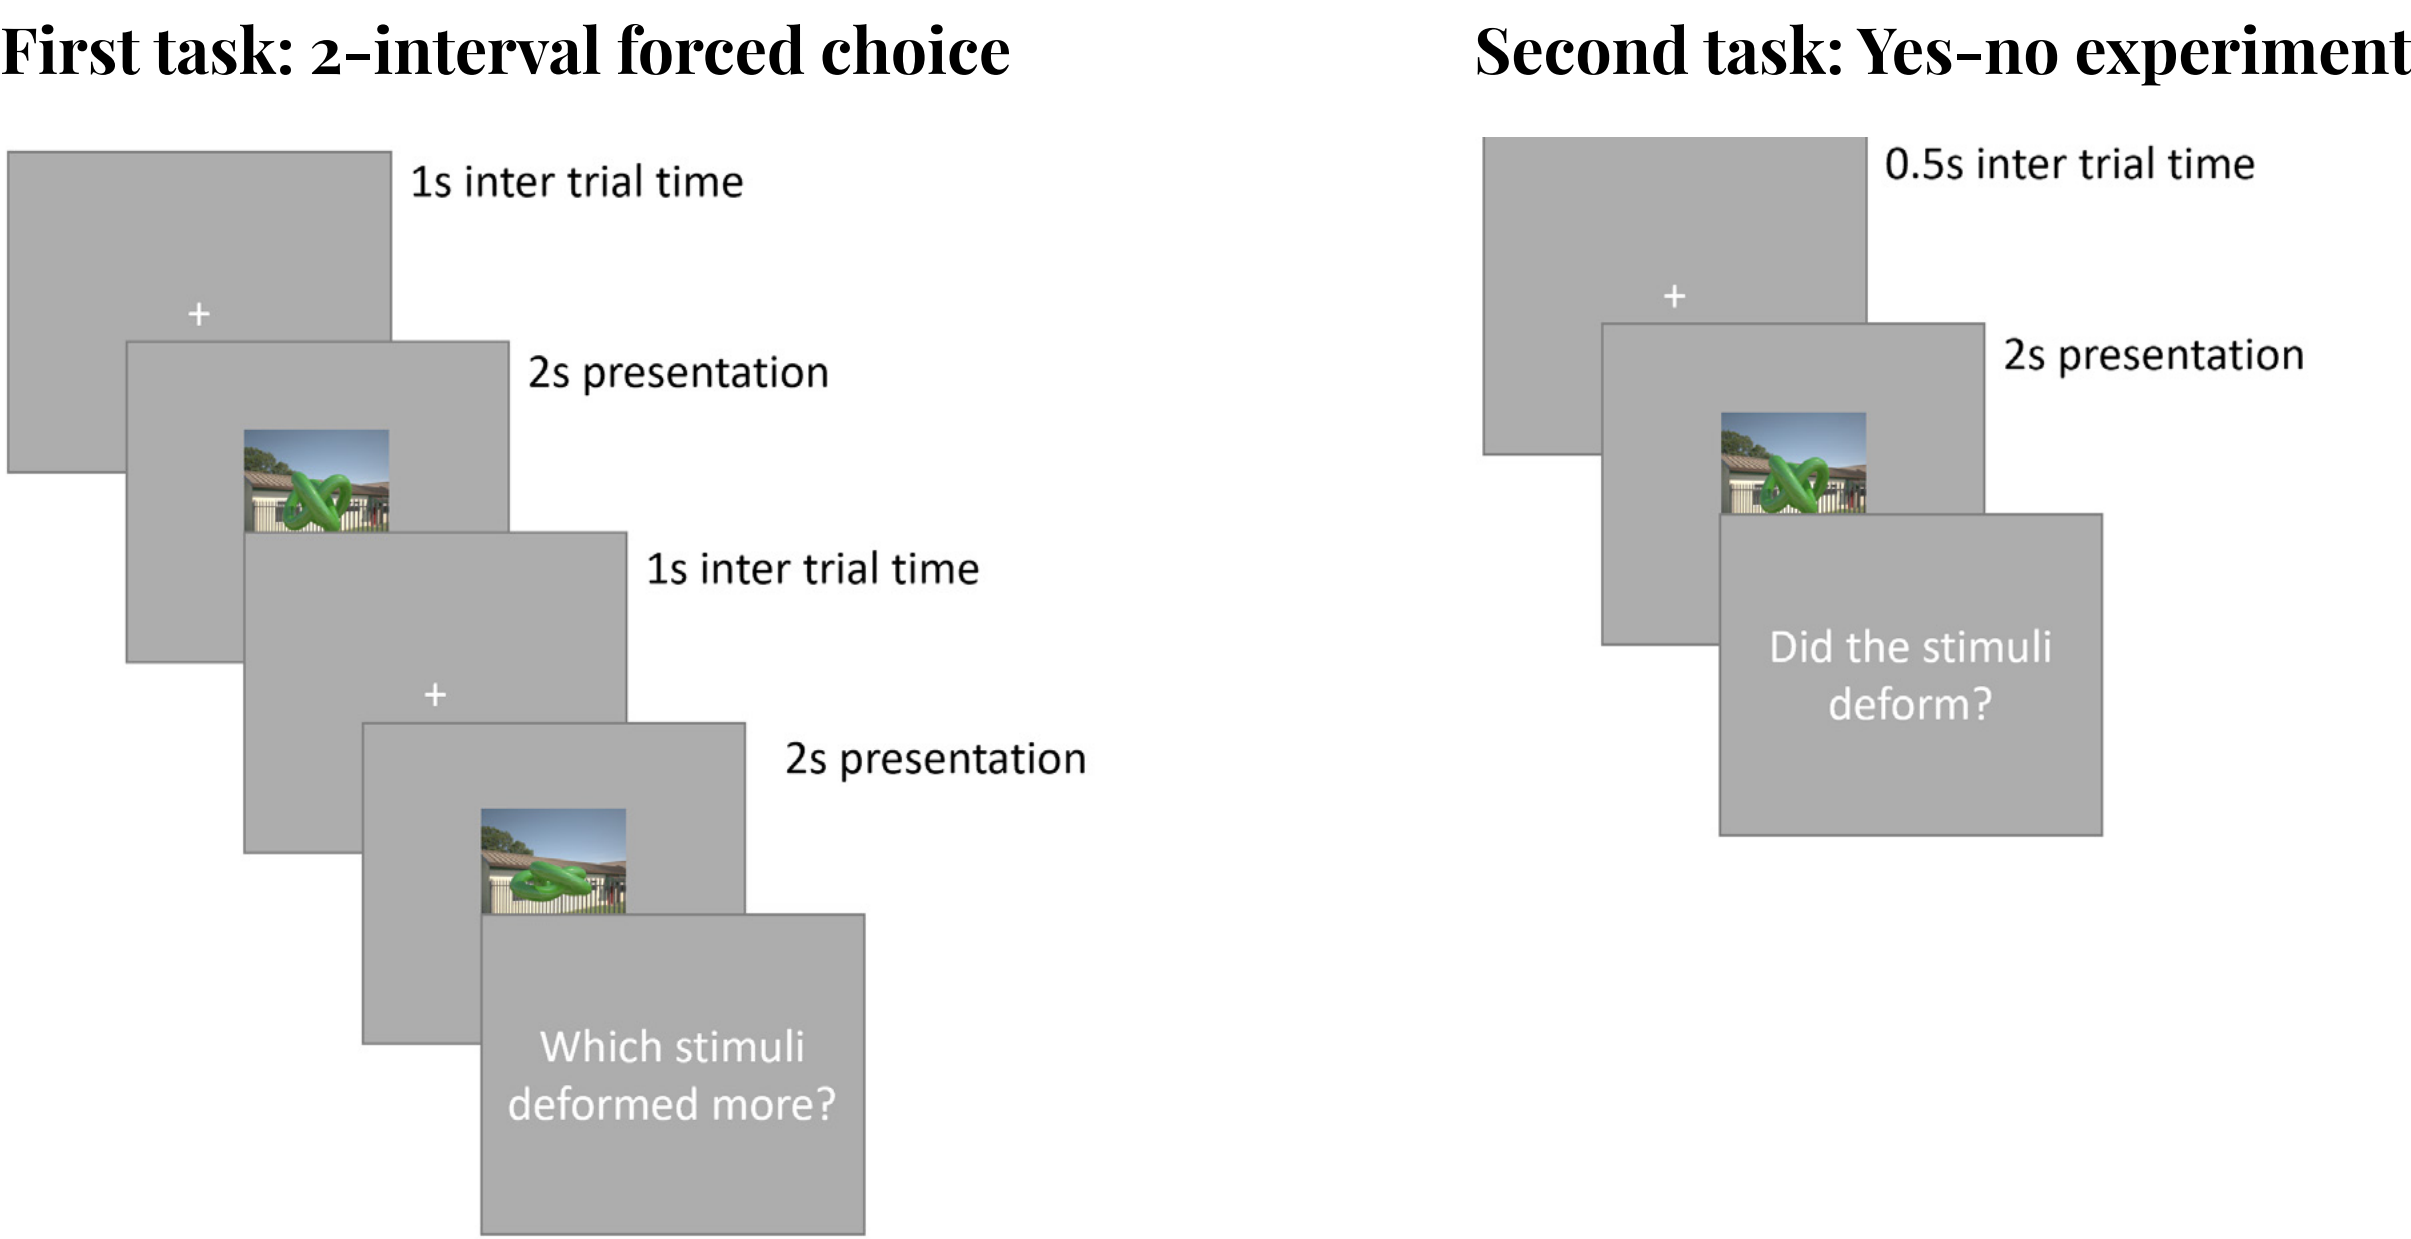 First task: 2-interval forced choice
1s inter trial time
+
2s presentation
1s inter trial time
+
2s presentation
Which stimuli
deformed more?
Second task: Yes-no experiment
0.5s inter trial time
+
2s presentation
Did the stimuli
deform?